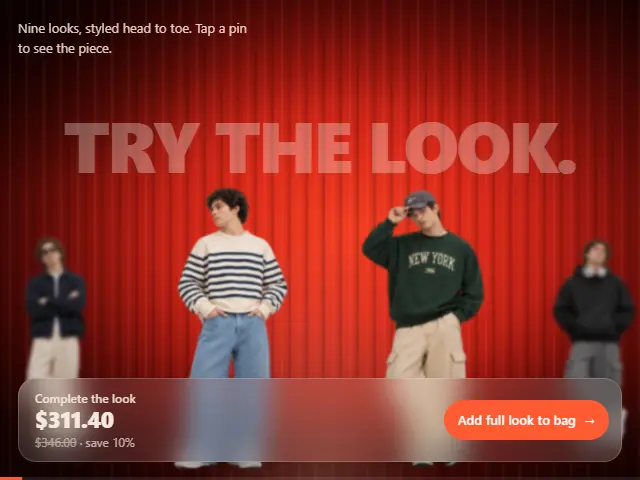 Nine looks, styled head to toe. Tap a pin
to see the piece.
TRY THE LOOK.
NEW YORK
Complete the look
$311.40
$346.00 · save 10%
Add full look to bag →